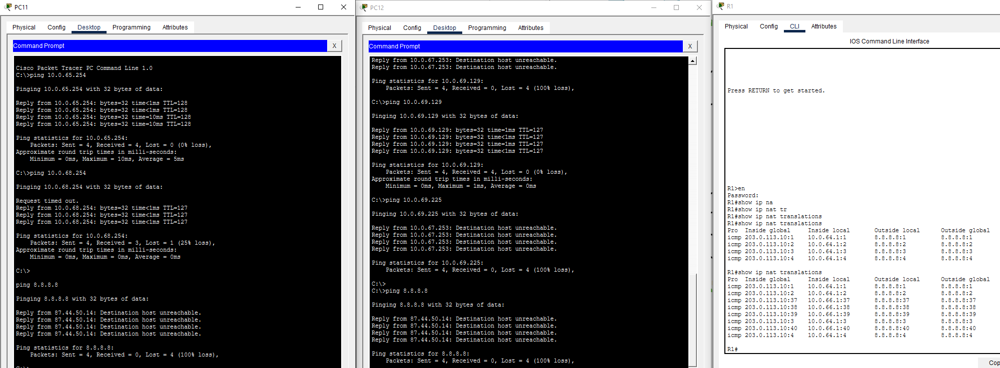 PC11
Physical Config Desktop Programming Attributes
Command Prompt X
Cisco Packet Tracer PC Command Line 1.0
C:\>ping 10.0.65.254
Pinging 10.0.65.254 with 32 bytes of data:
Reply from 10.0.65.254: bytes=32 time<1ms TTL=128
Reply from 10.0.65.254: bytes=32 time<1ms TTL=128
Reply from 10.0.65.254: bytes=32 time=10ms TTL=128
Reply from 10.0.65.254: bytes=32 time=10ms TTL=128
Ping statistics for 10.0.65.254:
Packets: Sent = 4, Received = 4, Lost = 0 (0% loss),
Approximate round trip times in milli-seconds:
Minimum = 0ms, Maximum = 10ms, Average = 5ms
C:\>ping 10.0.68.254
Pinging 10.0.68.254 with 32 bytes of data:
Request timed out.
Reply from 10.0.68.254: bytes=32 time<1ms TTL=127
Reply from 10.0.68.254: bytes=32 time<1ms TTL=127
Reply from 10.0.68.254: bytes=32 time<1ms TTL=127
Ping statistics for 10.0.68.254:
Packets: Sent = 4, Received = 3, Lost = 1 (25% loss),
Approximate round trip times in milli-seconds:
Minimum = 0ms, Maximum = 0ms, Average = 0ms
C:\>
ping 8.8.8.8
Pinging 8.8.8.8 with 32 bytes of data:
Reply from 87.44.50.14: Destination host unreachable.
Reply from 87.44.50.14: Destination host unreachable.
Reply from 87.44.50.14: Destination host unreachable.
Reply from 87.44.50.14: Destination host unreachable.
Ping statistics for 8.8.8.8:
Packets: Sent = 4, Received = 0, Lost = 4 (100% loss),
C:\>
PC12
Physical Config Desktop Programming Attributes
Command Prompt X
Reply from 10.0.67.253: Destination host unreachable.
Reply from 10.0.67.253: Destination host unreachable.
Ping statistics for 10.0.69.129:
Packets: Sent = 4, Received = 0, Lost = 4 (100% loss),
C:\>ping 10.0.69.129
Pinging 10.0.69.129 with 32 bytes of data:
Reply from 10.0.69.129: bytes=32 time=1ms TTL=127
Reply from 10.0.69.129: bytes=32 time<1ms TTL=127
Reply from 10.0.69.129: bytes=32 time=1ms TTL=127
Reply from 10.0.69.129: bytes=32 time<1ms TTL=127
Ping statistics for 10.0.69.129:
Packets: Sent = 4, Received = 4, Lost = 0 (0% loss),
Approximate round trip times in milli-seconds:
Minimum = 0ms, Maximum = 1ms, Average = 0ms
C:\>ping 10.0.69.225
Pinging 10.0.69.225 with 32 bytes of data:
Reply from 10.0.67.253: Destination host unreachable.
Reply from 10.0.67.253: Destination host unreachable.
Reply from 10.0.67.253: Destination host unreachable.
Reply from 10.0.67.253: Destination host unreachable.
Ping statistics for 10.0.69.225:
Packets: Sent = 4, Received = 0, Lost = 4 (100% loss),
C:\>
C:\>ping 8.8.8.8
Pinging 8.8.8.8 with 32 bytes of data:
Reply from 87.44.50.14: Destination host unreachable.
Reply from 87.44.50.14: Destination host unreachable.
Reply from 87.44.50.14: Destination host unreachable.
Reply from 87.44.50.14: Destination host unreachable.
Ping statistics for 8.8.8.8:
Packets: Sent = 4, Received = 0, Lost = 4 (100% loss),
R1
Physical Config CLI Attributes
IOS Command Line Interface
Press RETURN to get started.
R1>en
Password:
R1#show ip na
R1#show ip nat tr
R1#show ip nat translations
R1#show ip nat translations
Pro Inside global Inside local Outside local Outside global
icmp 203.0.113.10:1 10.0.64.1:1 8.8.8.8:1 8.8.8.8:1
icmp 203.0.113.10:2 10.0.64.1:2 8.8.8.8:2 8.8.8.8:2
icmp 203.0.113.10:3 10.0.64.1:3 8.8.8.8:3 8.8.8.8:3
icmp 203.0.113.10:4 10.0.64.1:4 8.8.8.8:4 8.8.8.8:4
R1#show ip nat translations
Pro Inside global Inside local Outside local Outside global
icmp 203.0.113.10:1 10.0.64.1:1 8.8.8.8:1 8.8.8.8:1
icmp 203.0.113.10:2 10.0.64.1:2 8.8.8.8:2 8.8.8.8:2
icmp 203.0.113.10:37 10.0.66.1:37 8.8.8.8:37 8.8.8.8:37
icmp 203.0.113.10:38 10.0.66.1:38 8.8.8.8:38 8.8.8.8:38
icmp 203.0.113.10:39 10.0.66.1:39 8.8.8.8:39 8.8.8.8:39
icmp 203.0.113.10:3 10.0.64.1:3 8.8.8.8:3 8.8.8.8:3
icmp 203.0.113.10:40 10.0.66.1:40 8.8.8.8:40 8.8.8.8:40
icmp 203.0.113.10:4 10.0.64.1:4 8.8.8.8:4 8.8.8.8:4
R1#
Cop